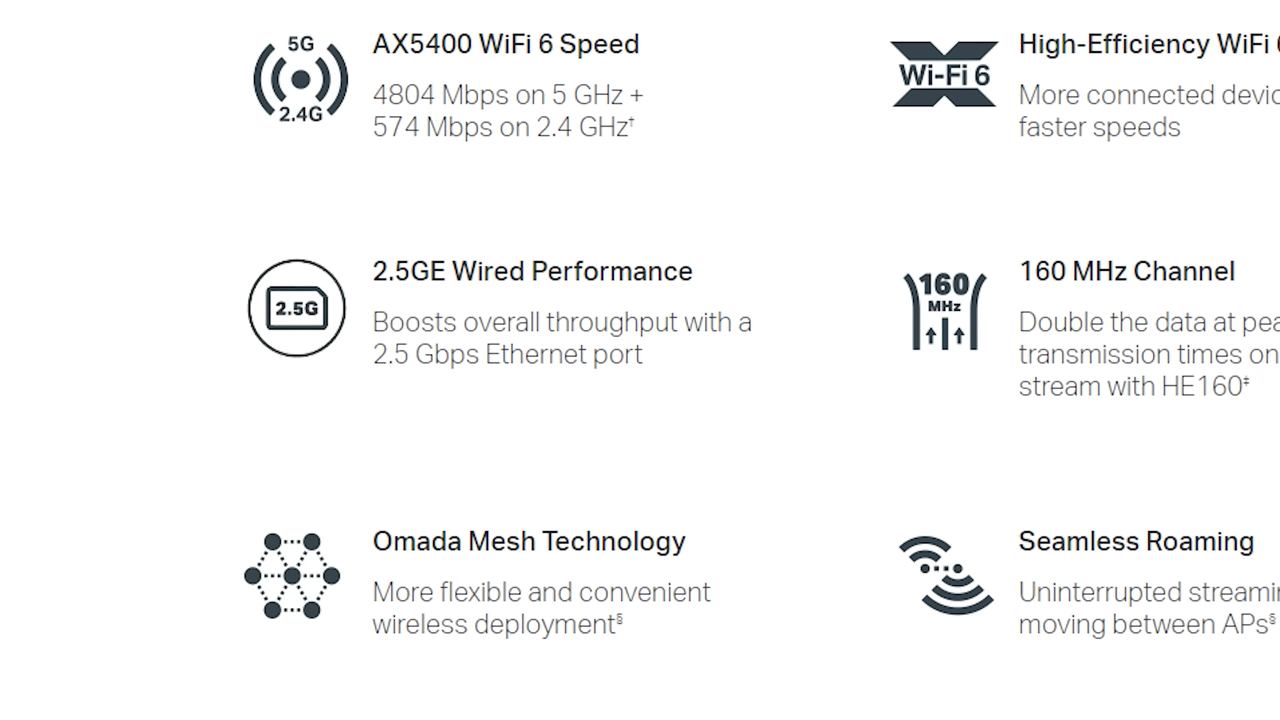 5G
2.4G
AX5400 WiFi 6 Speed
4804 Mbps on 5 GHz +
574 Mbps on 2.4 GHz†
Wi-Fi 6
High-Efficiency WiFi
More connected
faster speeds
2.5G
2.5GE Wired Performance
Boosts overall throughput with a
2.5 Gbps Ethernet port
160
MHz
160 MHz Channel
Double the data at
transmission times on
stream with HE160‡
Omada Mesh Technology
More flexible and convenient
wireless deployment§
Seamless Roaming
Uninterrupted
moving between APs§